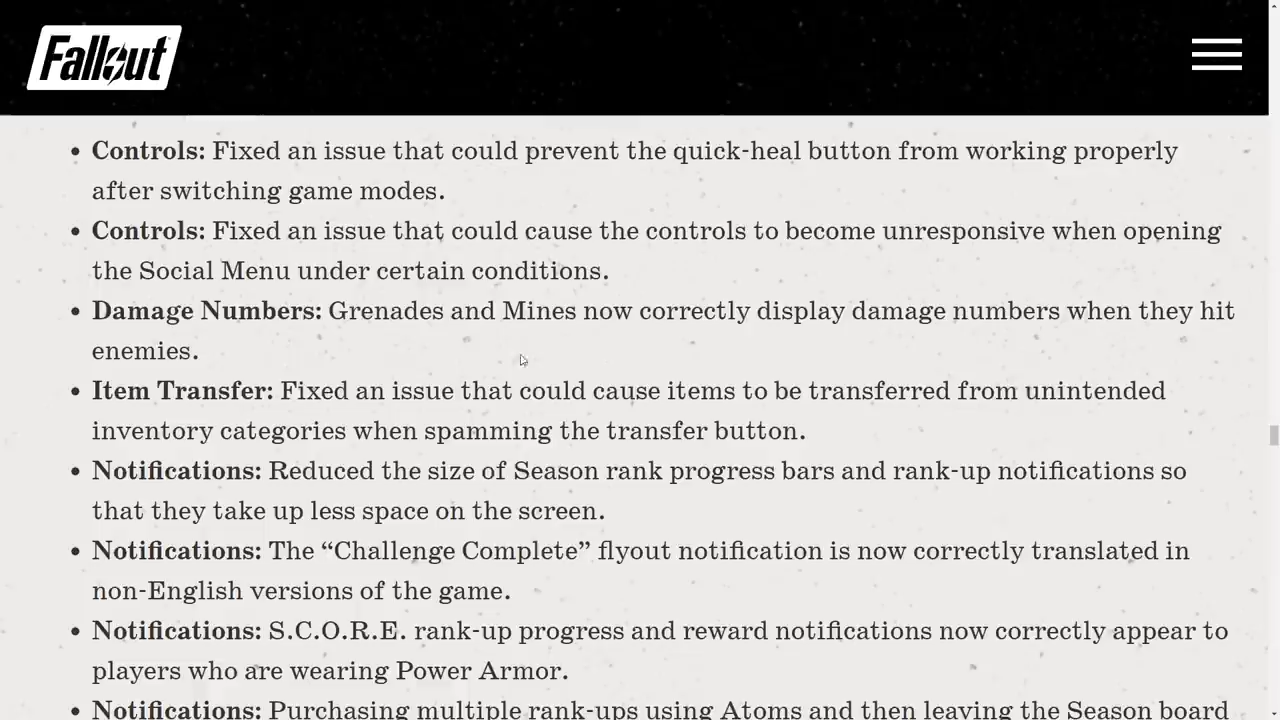 Fallout
• Controls: Fixed an issue that could prevent the quick-heal button from working properly
after switching game modes.
• Controls: Fixed an issue that could cause the controls to become unresponsive when opening
the Social Menu under certain conditions.
• Damage Numbers: Grenades and Mines now correctly display damage numbers when they hit
enemies.
• Item Transfer: Fixed an issue that could cause items to be transferred from unintended
inventory categories when spamming the transfer button.
• Notifications: Reduced the size of Season rank progress bars and rank-up notifications so
that they take up less space on the screen.
• Notifications: The “Challenge Complete” flyout notification is now correctly translated in
non-English versions of the game.
• Notifications: S.C.O.R.E. rank-up progress and reward notifications now correctly appear to
players who are wearing Power Armor.
• Notifications: Purchasing multiple rank-ups using Atoms and then leaving the Season board